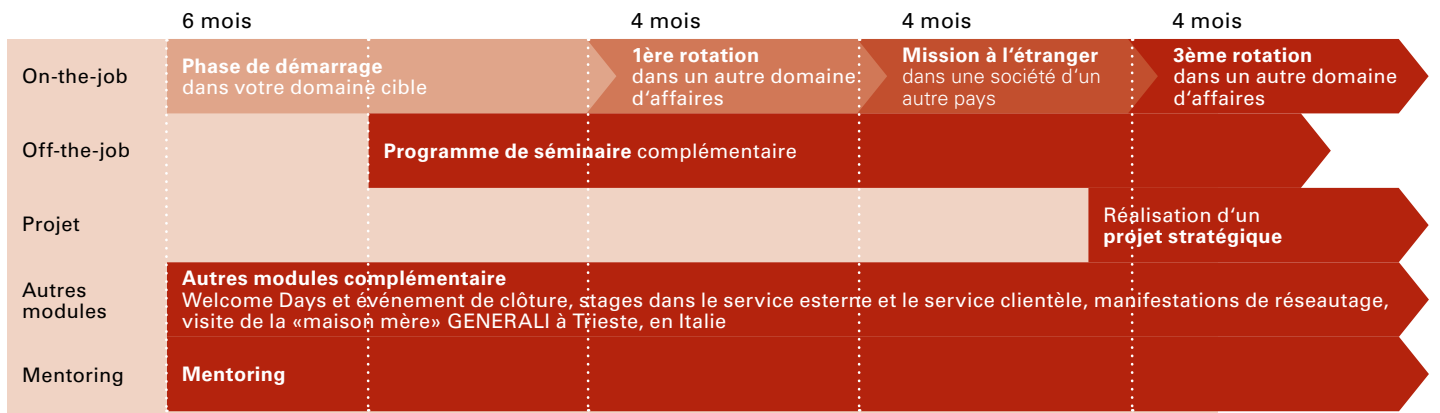 6 mois
4 mois
4 mois
4 mois
On-the-job
Phase de démarrage
dans votre domaine cible
1ère rotation
dans un autre domaine
d'affaires
Mission à l'étranger
dans une société d'un
autre pays
3ème rotation
dans un autre domaine
d'affaires
Off-the-job
Programme de séminaire complémentaire
Projet
Réalisation d'un
projet stratégique
Autres
modules
Autres modules complémentaire
Welcome Days et événement de clôture, stages dans le service esterne et le service clientèle, manifestations de réseautage,
visite de la «maison mère» GENERALI à Trieste, en Italie
Mentoring
Mentoring